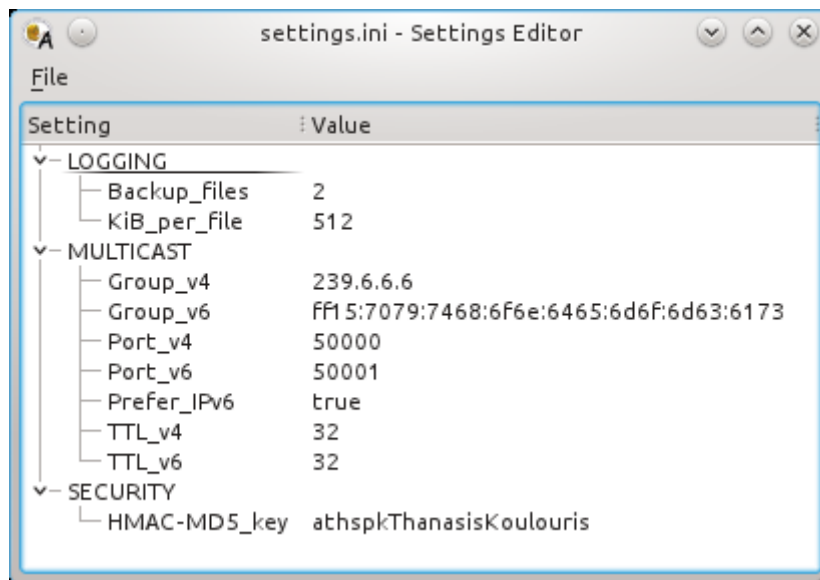 settings.ini - Settings Editor
File
Setting Value
LOGGING
Backup_files 2
KiB_per_file 512
MULTICAST
Group_v4 239.6.6.6
Group_v6 ff15:7079:7468:6f6e:6465:6d6f:6d63:6173
Port_v4 50000
Port_v6 50001
Prefer_IPv6 true
TTL_v4 32
TTL_v6 32
SECURITY
HMAC-MD5_key athspkThanasisKoulouris